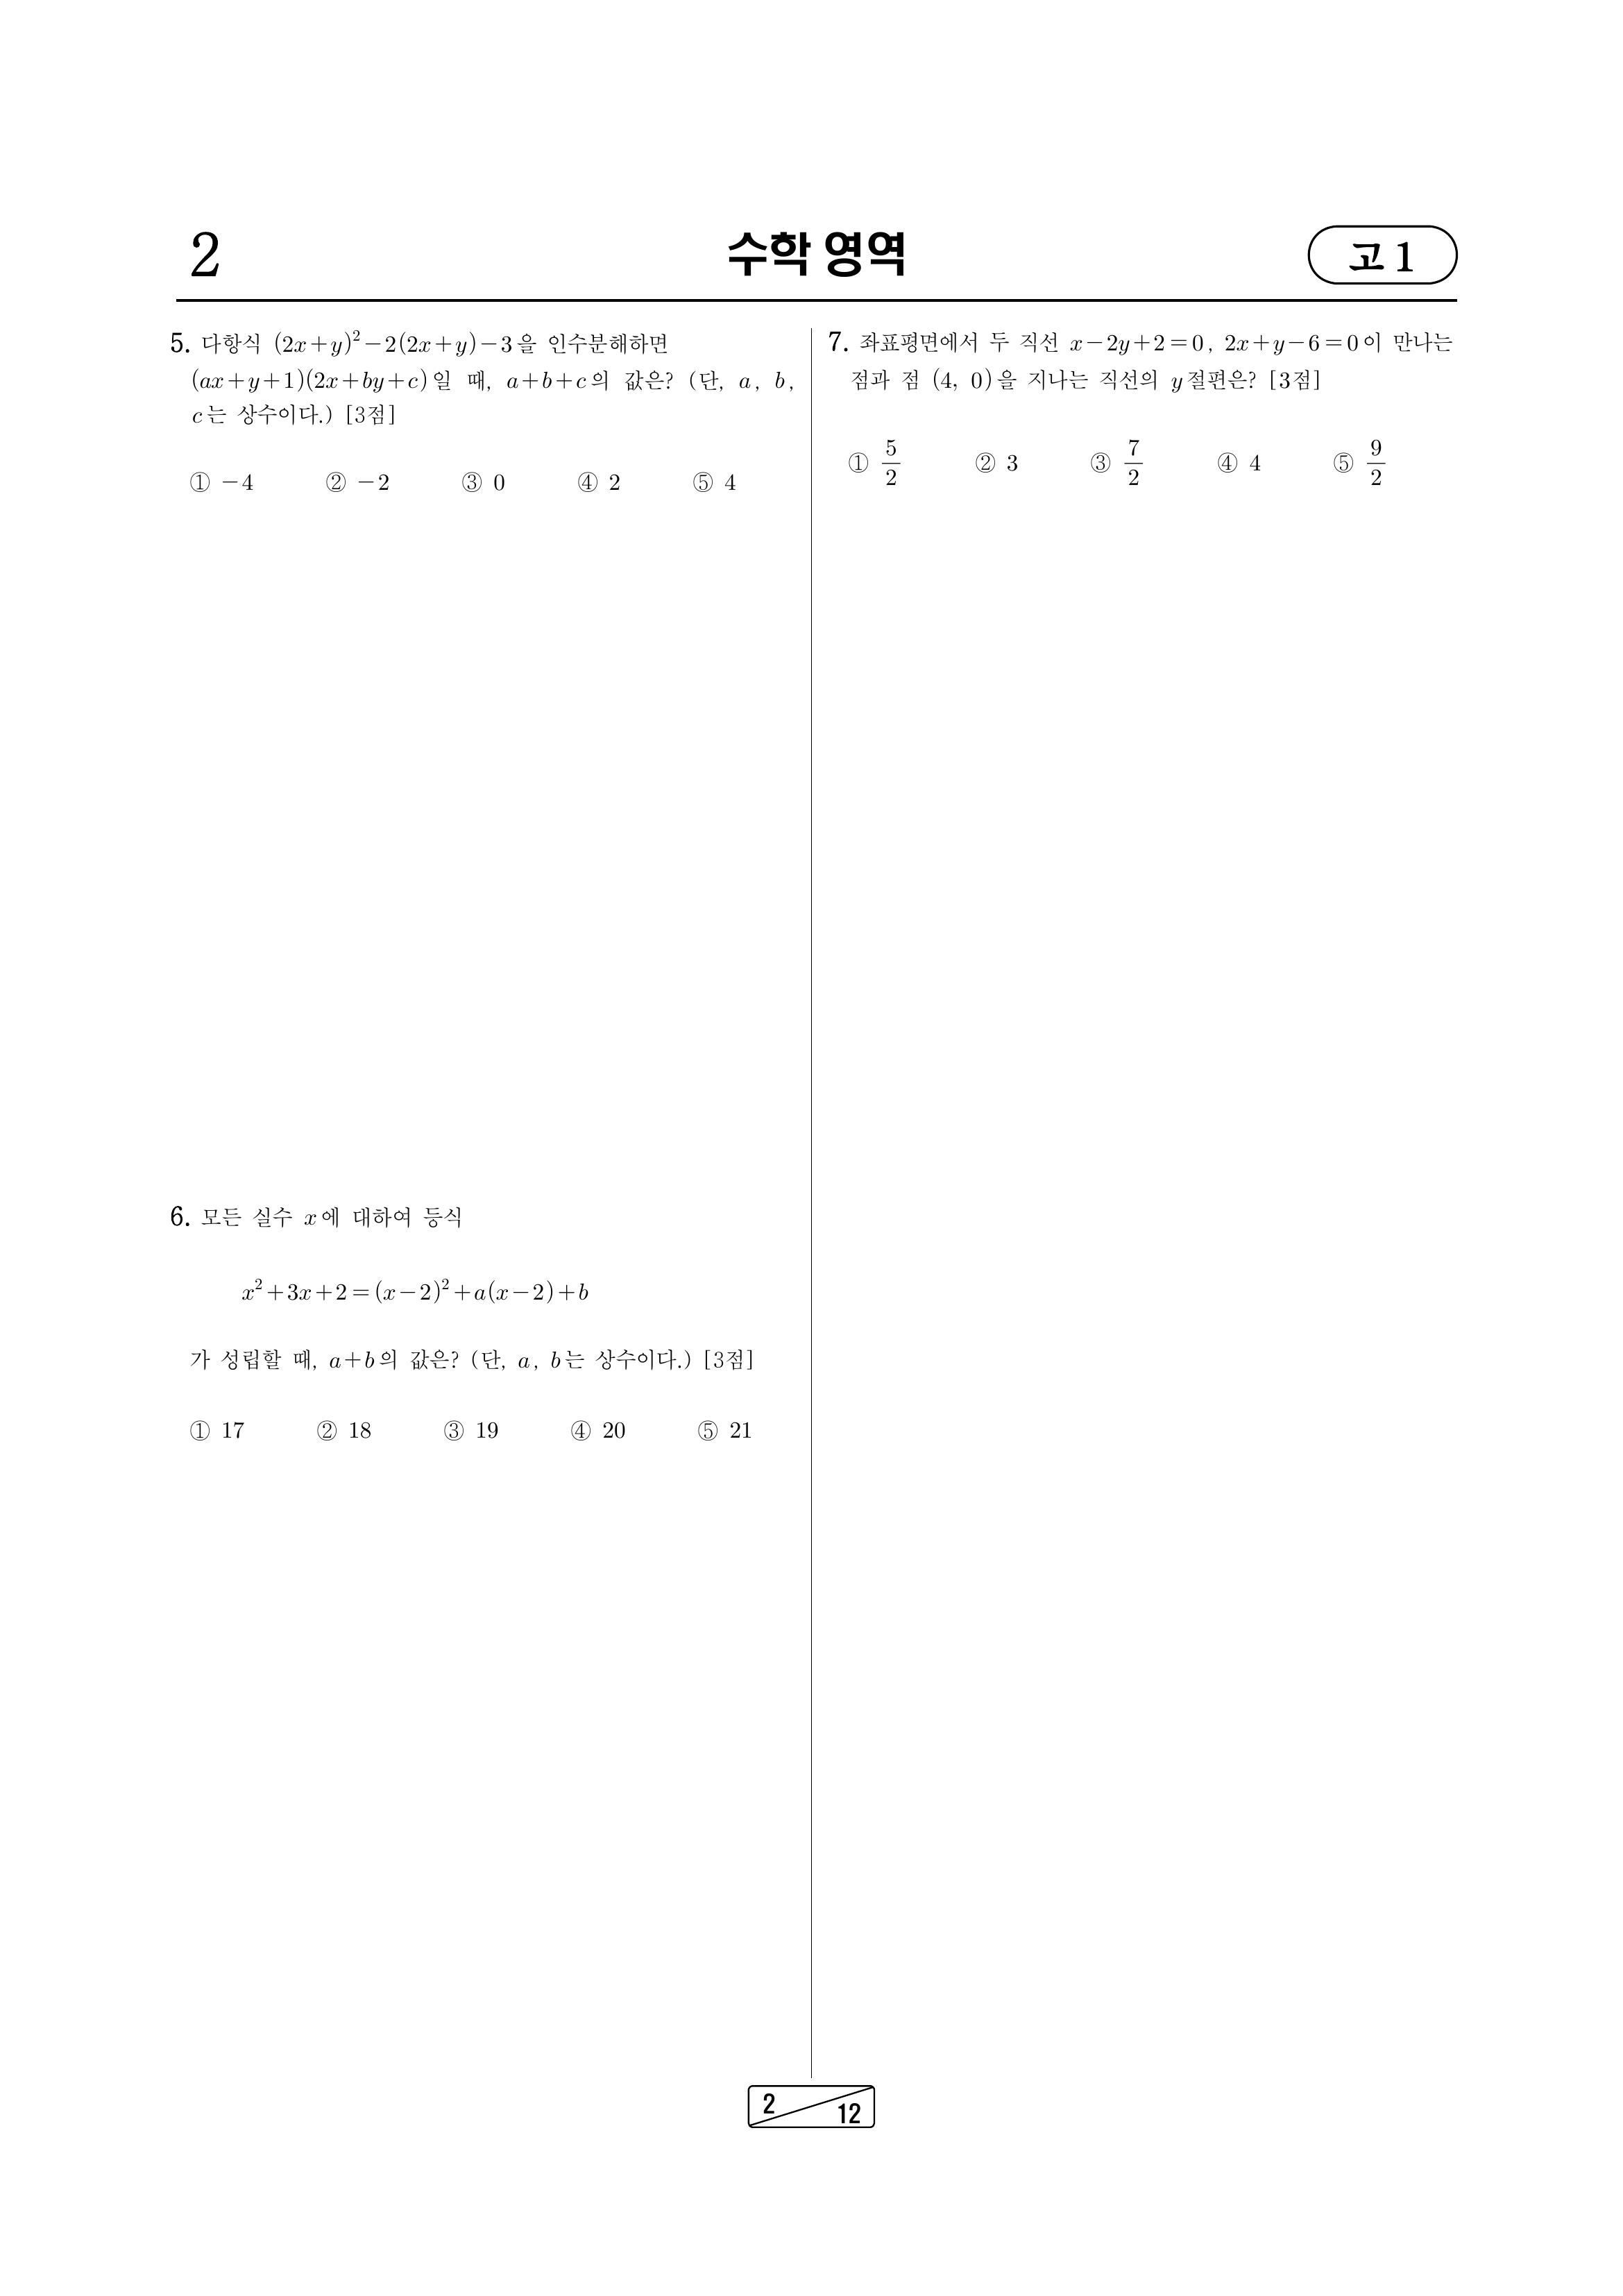 2
수학 영역
고 1
5. 다항식 (2x+y)²-2(2x+y)-3을 인수분해하면
(ax+y+1)(2x+by+c)일 때, a+b+c의 값은? (단, a, b,
c는 상수이다.) [3점]
① -4 ② -2 ③ 0 ④ 2 ⑤ 4
6. 모든 실수 x에 대하여 등식
x²+3x+2=(x-2)²+a(x-2)+b
가 성립할 때, a+b의 값은? (단, a, b는 상수이다.) [3점]
① 17 ② 18 ③ 19 ④ 20 ⑤ 21
7. 좌표평면에서 두 직선 x-2y+2=0, 2x+y-6=0이 만나는
점과 점 (4, 0)을 지나는 직선의 y절편은? [3점]
① 5/2 ② 3 ③ 7/2 ④ 4 ⑤ 9/2
2
12